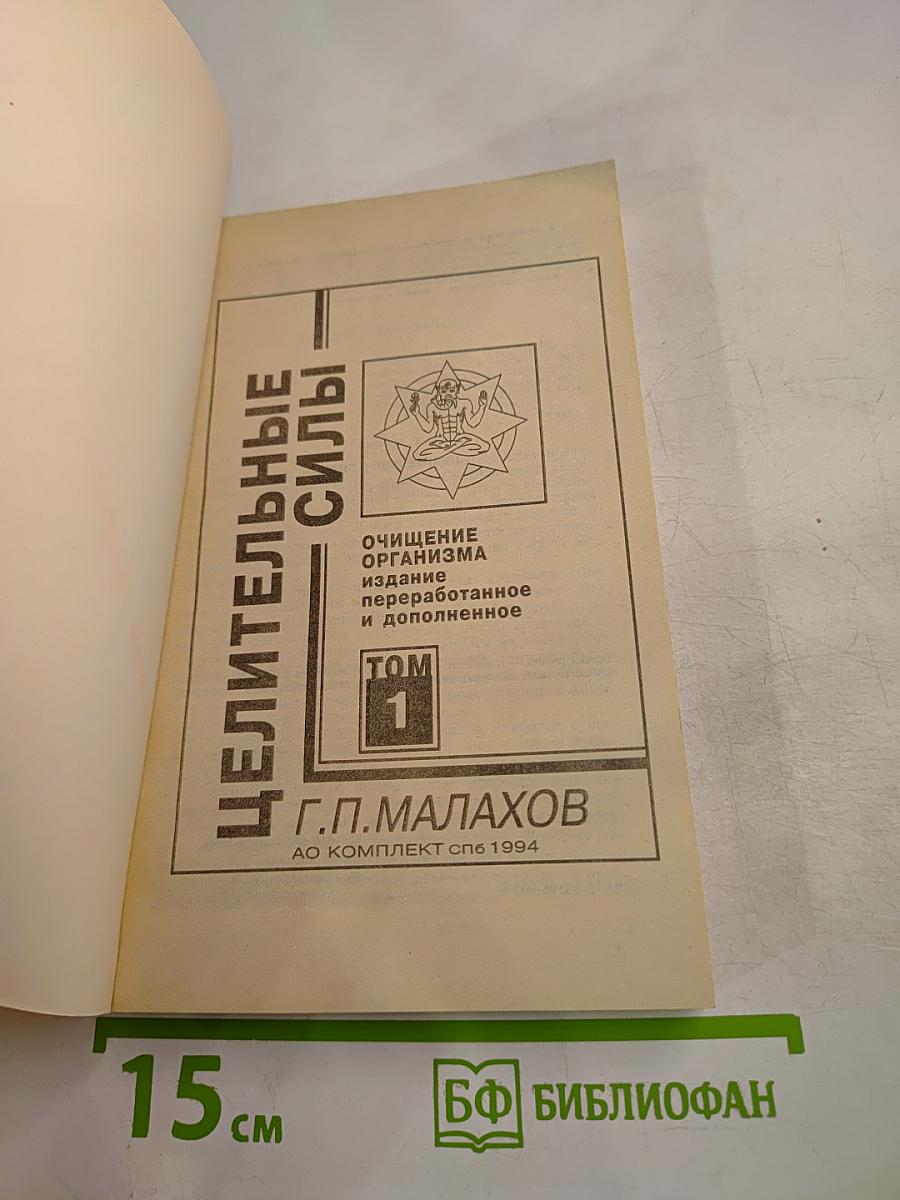 ЦЕЛИТЕЛЬНЫЕ
СИЛЫ
ОЧИЩЕНИЕ
ОРГАНИЗМА
издание
переработанное
и дополненное
ТОМ
1
Г.П.МАЛАХОВ
АО КОМПЛЕКТ спб 1994
15 см
БФ БИБЛИОФАН